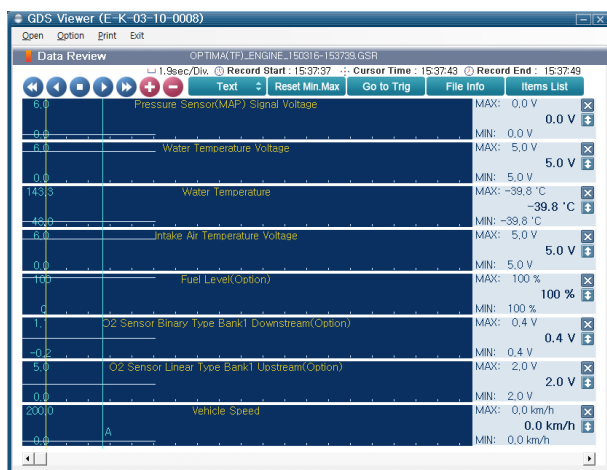 GDS Viewer (E-K-03-10-0008)
Open Option Print Exit
Data Review OPTIMA(TF)_ENGINE_150316-153739.GSR
1.9sec/Div. Record Start : 15:37:37 Cursor Time : 15:37:43 Record End : 15:37:49
Text Reset Min.Max Go to Trig File Info Items List
6.0 Pressure Sensor(MAP) Signal Voltage MAX: 0.0 V
0.0 V
0.0 MIN: 0.0 V
6.0 Water Temperature Voltage MAX: 5.0 V
5.0 V
0.0 MIN: 5.0 V
143.3 Water Temperature MAX: -39.8 °C
-39.8 °C
MIN: -39.8 °C
6.0 Intake Air Temperature Voltage MAX: 5.0 V
5.0 V
0.0 MIN: 5.0 V
100 Fuel Level(Option) MAX: 100 %
100 %
0 MIN: 100 %
1. O2 Sensor Binary Type Bank1 Downstream(Option) MAX: 0.4 V
0.4 V
-0.2 MIN: 0.4 V
5.0 O2 Sensor Linear Type Bank1 Upstream(Option) MAX: 2.0 V
2.0 V
0.0 MIN: 2.0 V
200.0 Vehicle Speed MAX: 0.0 km/h
A 0.0 km/h
0.0 MIN: 0.0 km/h